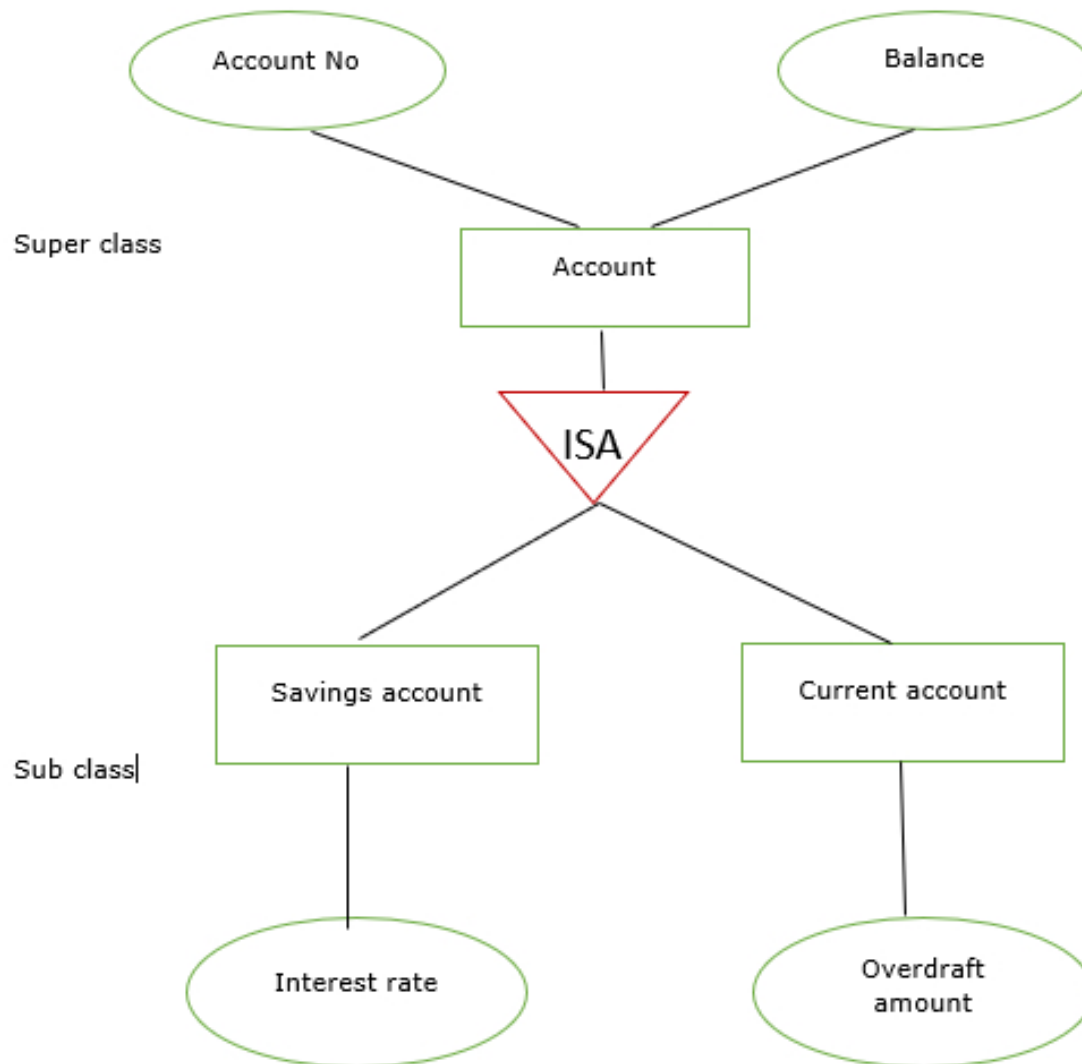 Account No
Balance
Super class
Account
ISA
Savings account
Current account
Sub class
Interest rate
Overdraft
amount